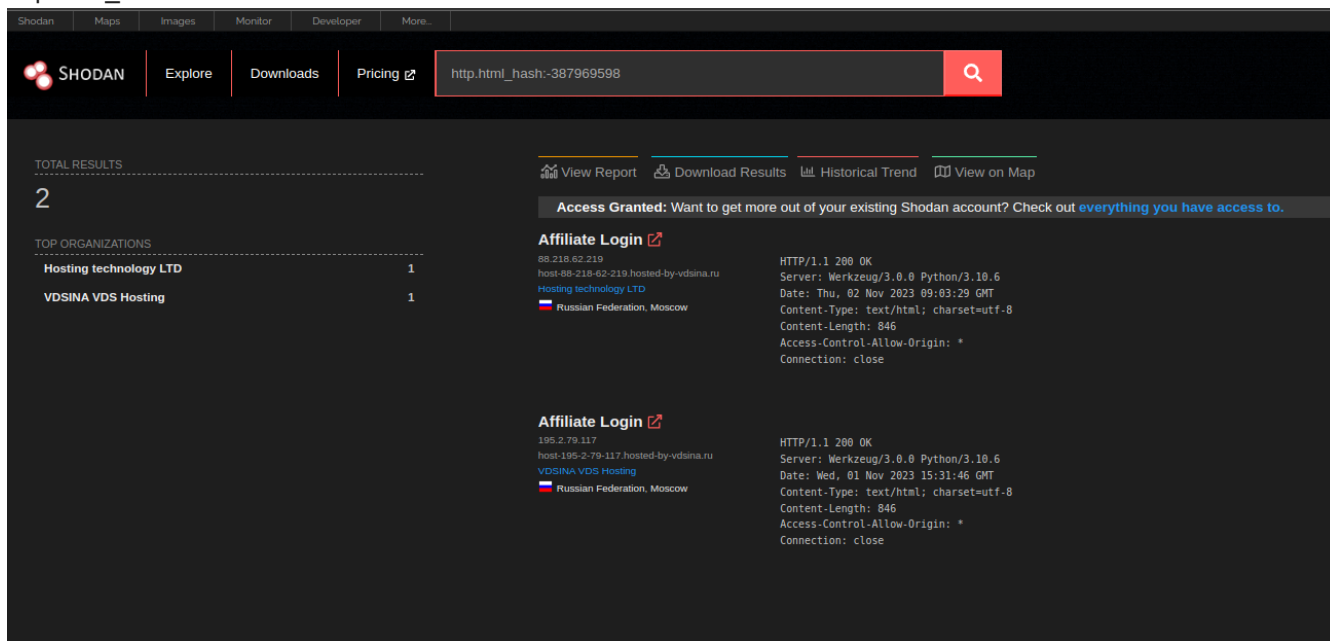 Shodan Maps Images Monitor Developer More...
SHODAN Explore Downloads Pricing http.html_hash:-387969598
TOTAL RESULTS
2
TOP ORGANIZATIONS
Hosting technology LTD 1
VDSINA VDS Hosting 1
View Report Download Results Historical Trend View on Map
Access Granted: Want to get more out of your existing Shodan account? Check out everything you have access to.
Affiliate Login
88.218.62.219
host-88-218-62-219.hosted-by-vdsina.ru
Hosting technology LTD
Russian Federation, Moscow
HTTP/1.1 200 OK
Server: Werkzeug/3.0.0 Python/3.10.6
Date: Thu, 02 Nov 2023 09:03:29 GMT
Content-Type: text/html; charset=utf-8
Content-Length: 846
Access-Control-Allow-Origin: *
Connection: close
Affiliate Login
195.2.79.117
host-195-2-79-117.hosted-by-vdsina.ru
VDSINA VDS Hosting
Russian Federation, Moscow
HTTP/1.1 200 OK
Server: Werkzeug/3.0.0 Python/3.10.6
Date: Wed, 01 Nov 2023 15:31:46 GMT
Content-Type: text/html; charset=utf-8
Content-Length: 846
Access-Control-Allow-Origin: *
Connection: close